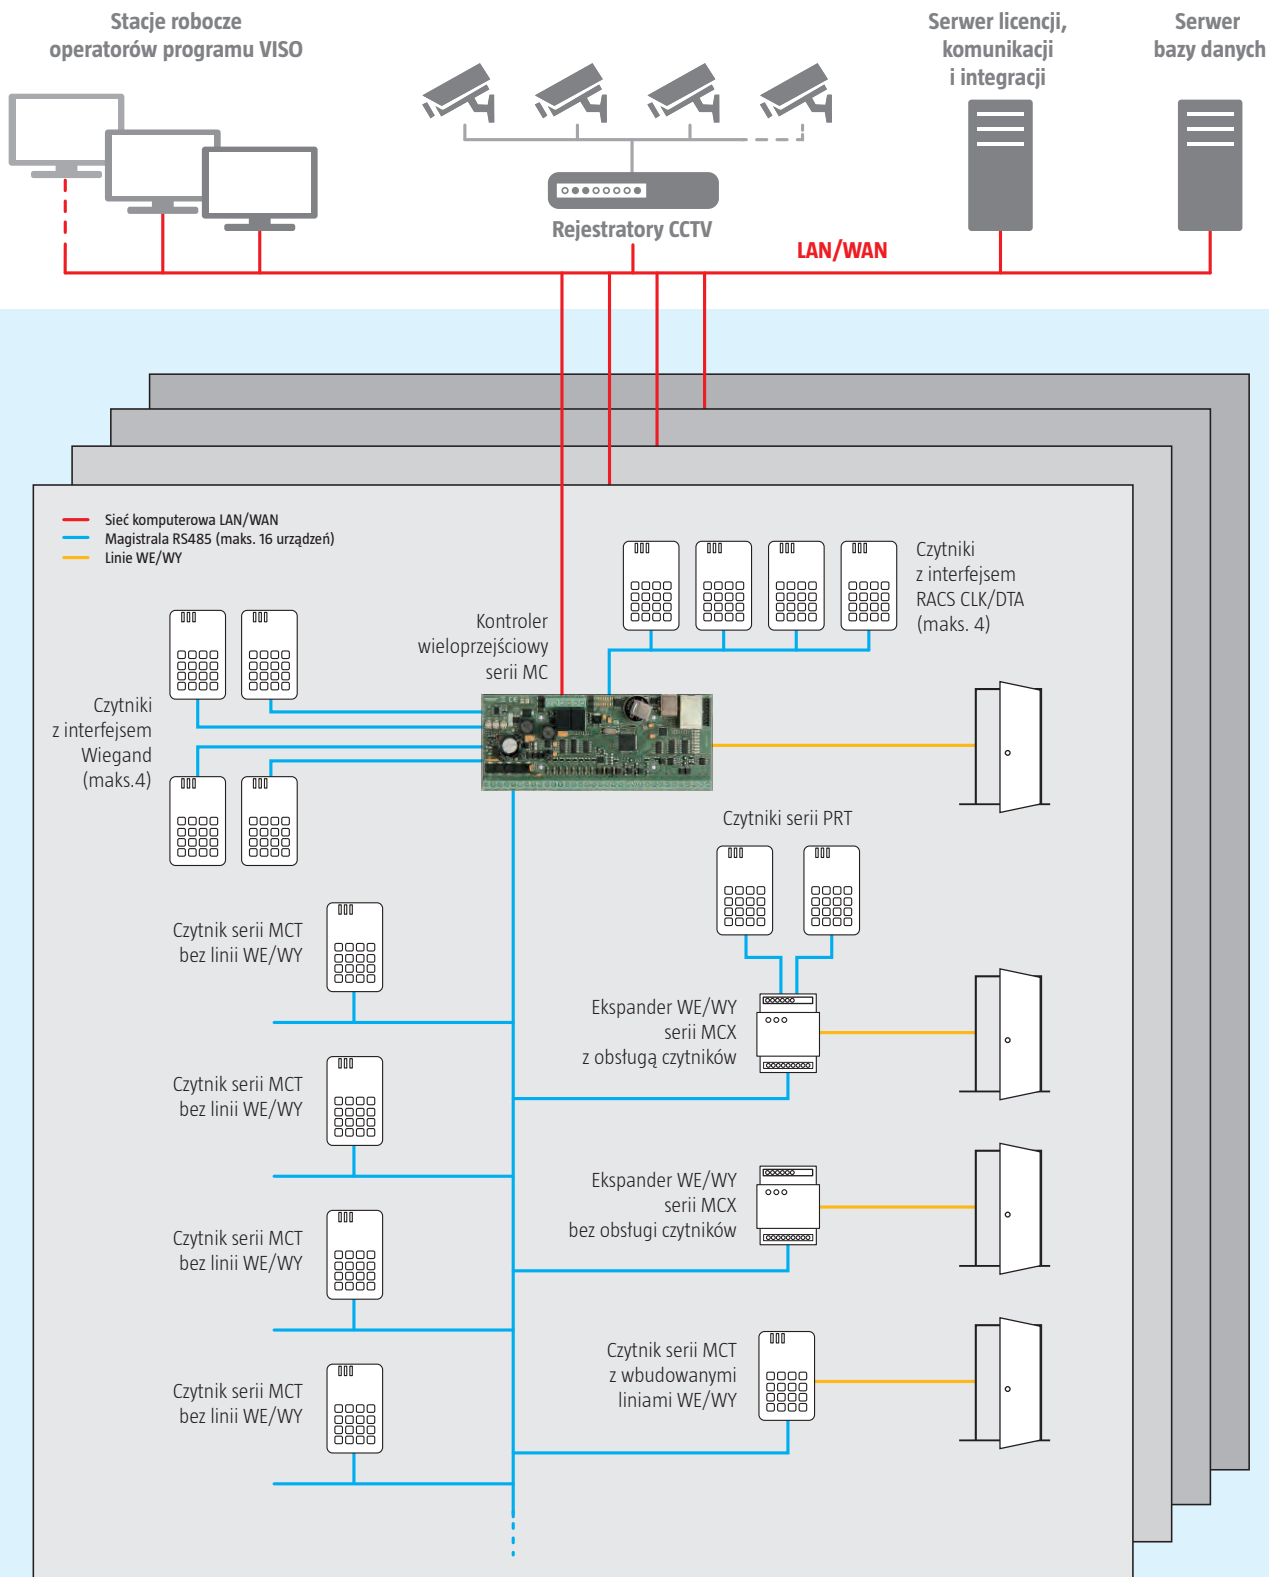 Stacje robocze
operatorów programu VISO
Serwer licencji,
komunikacji
i integracji
Serwer
bazy danych
Rejestratory CCTV
LAN/WAN
Sieć komputerowa LAN/WAN
Magistrala RS485 (maks. 16 urządzeń)
Linie WE/WY
Czytniki
z interfejsem
RACS CLK/DTA
(maks. 4)
Kontroler
wieloprzejściowy
serii MC
Czytniki
z interfejsem
Wiegand
(maks.4)
Czytniki serii PRT
Czytnik serii MCT
bez linii WE/WY
Ekspander WE/WY
serii MCX
z obsługą czytników
Czytnik serii MCT
bez linii WE/WY
Ekspander WE/WY
serii MCX
bez obsługi czytników
Czytnik serii MCT
bez linii WE/WY
Czytnik serii MCT
z wbudowanymi
liniami WE/WY
Czytnik serii MCT
bez linii WE/WY